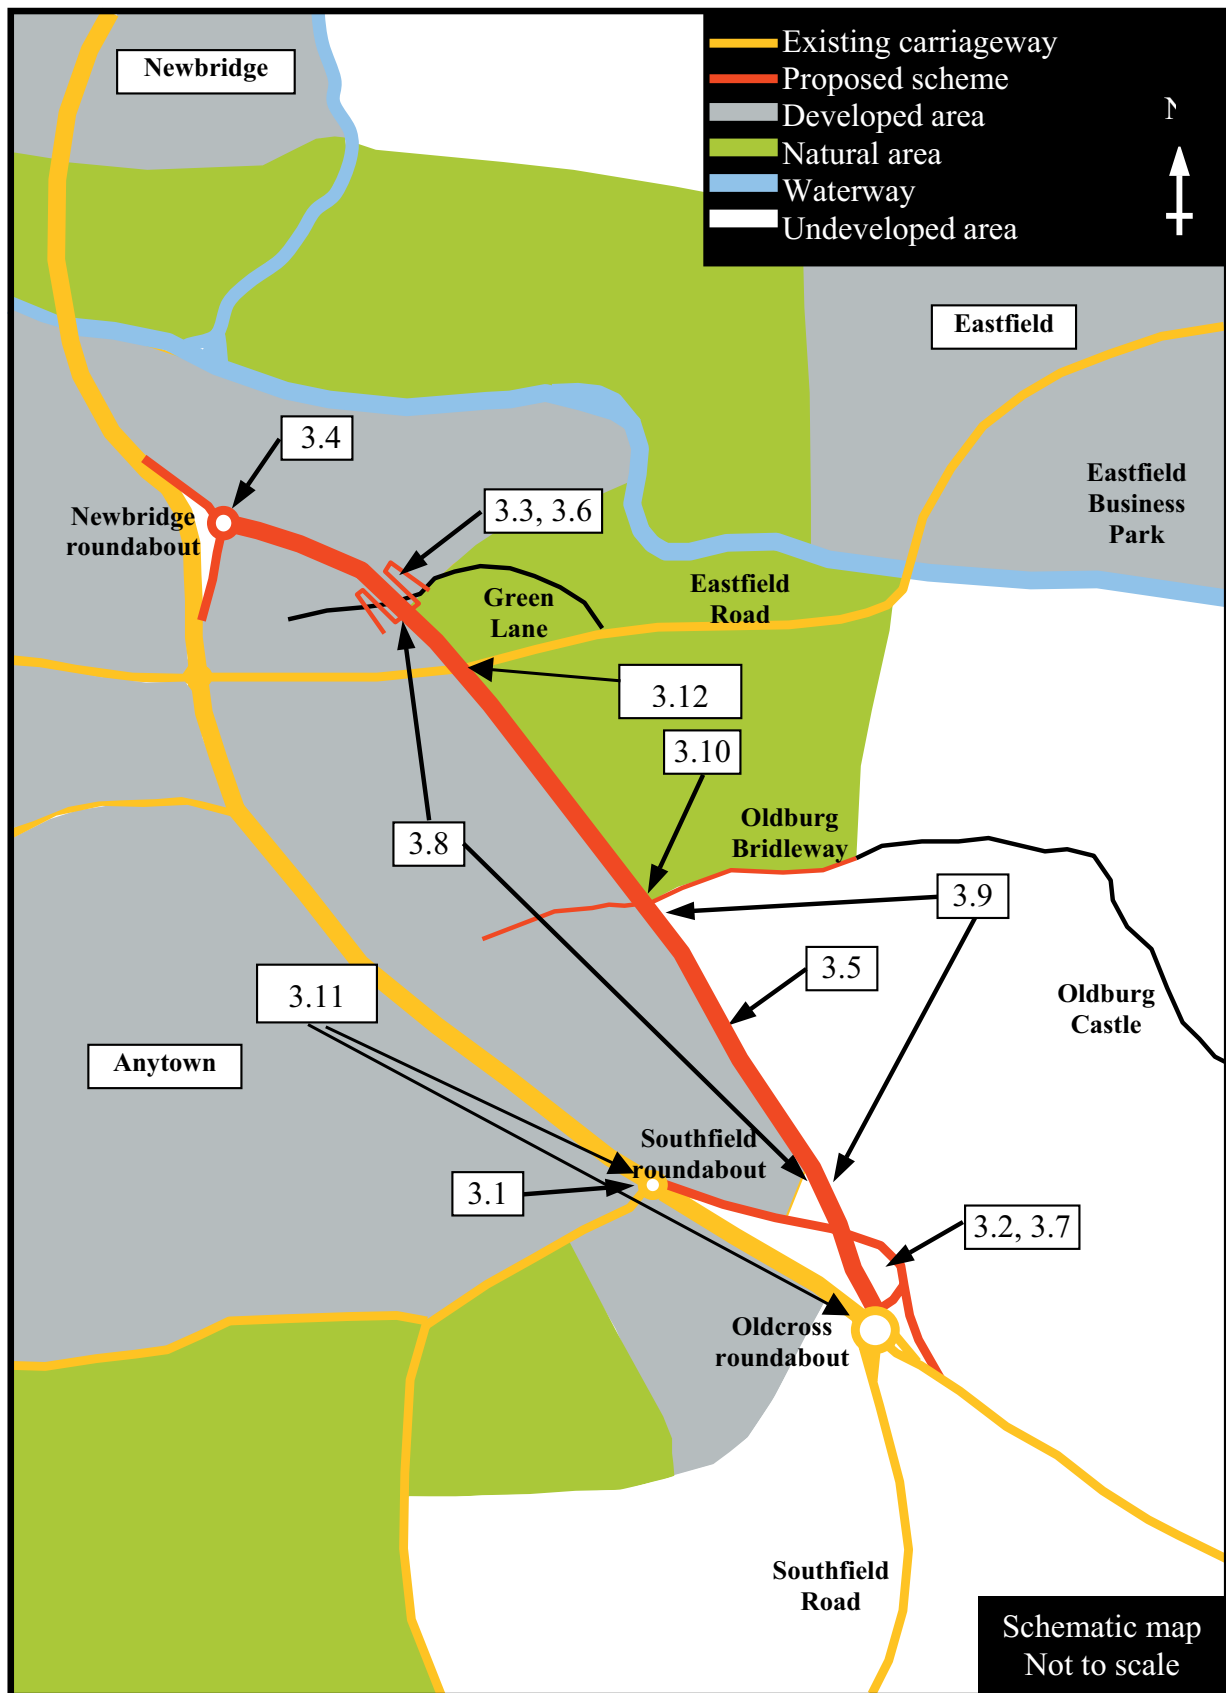 Newbridge
Existing carriageway
Proposed scheme
Developed area
Natural area
Waterway
Undeveloped area
N
Eastfield
3.4
Eastfield
Business
Park
3.3, 3.6
Newbridge
roundabout
Eastfield
Road
Green
Lane
3.12
3.10
Oldburg
Bridleway
3.8
3.9
3.5
3.11
Oldburg
Castle
Anytown
Southfield
roundabout
3.1
3.2, 3.7
Oldcross
roundabout
Southfield
Road
Schematic map
Not to scale